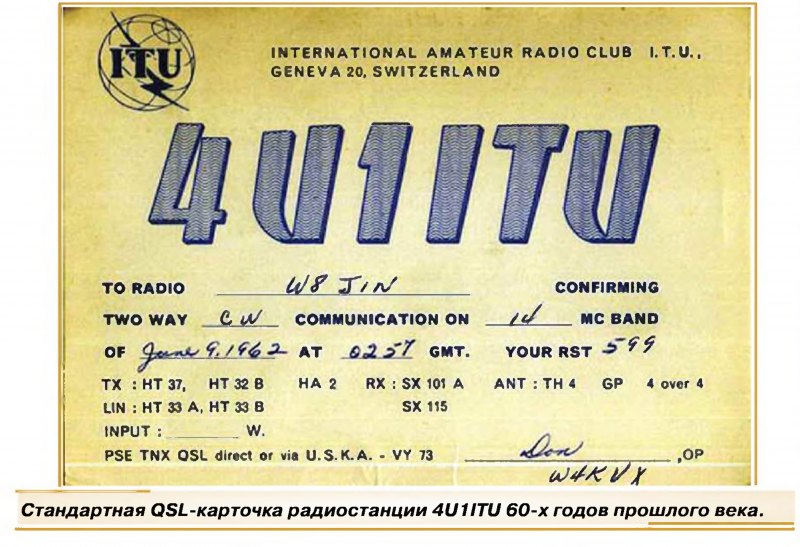 ITU
INTERNATIONAL AMATEUR RADIO CLUB I.T.U.,
GENEVA 20, SWITZERLAND
4U1ITU
TO RADIO W8JIN CONFIRMING
TWO WAY CW COMMUNICATION ON 14 MC BAND
OF June 9, 1962 AT 0257 GMT. YOUR RST 599
TX : HT 37, HT 32 B HA 2 RX : SX 101 A ANT : TH 4 GP 4 over 4
LIN : HT 33 A, HT 33 B SX 115
INPUT : ________ W.
PSE TNX QSL direct or via U.S.K.A. - VY 73 Don ,OP
W4KVX
Стандартная QSL-карточка радиостанции 4U1ITU 60-х годов прошлого века.